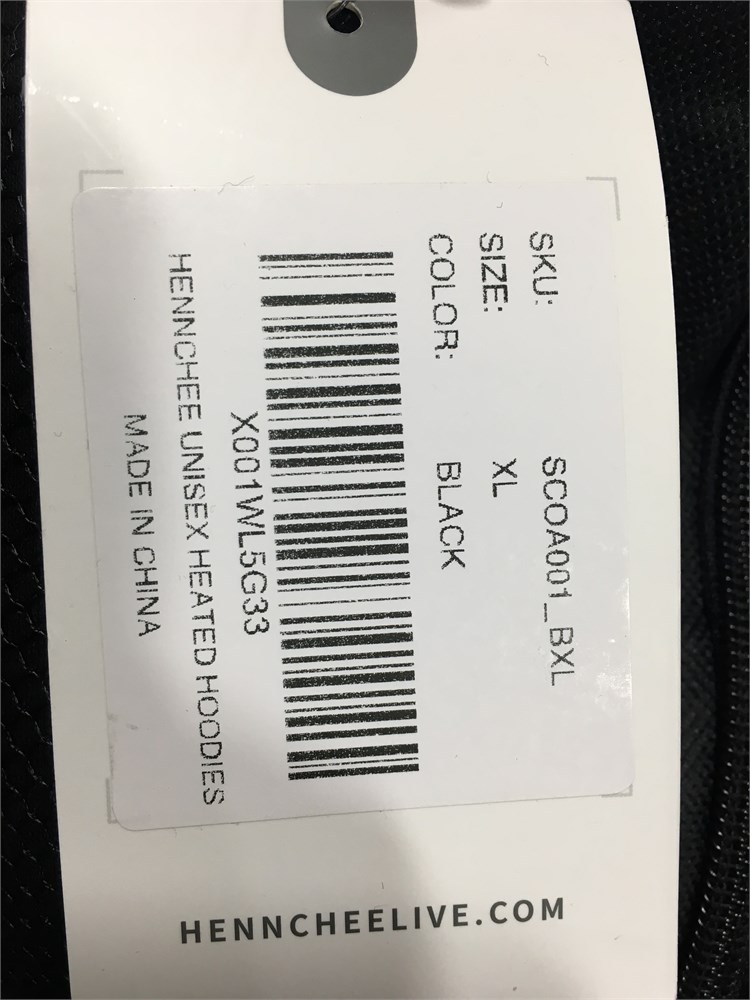 SKU: SCOA001_BXL
SIZE: XL
COLOR: BLACK
X001WL5G33
HENNCHEE UNISEX HEATED HOODIES
MADE IN CHINA
HENNCHEELIVE.COM